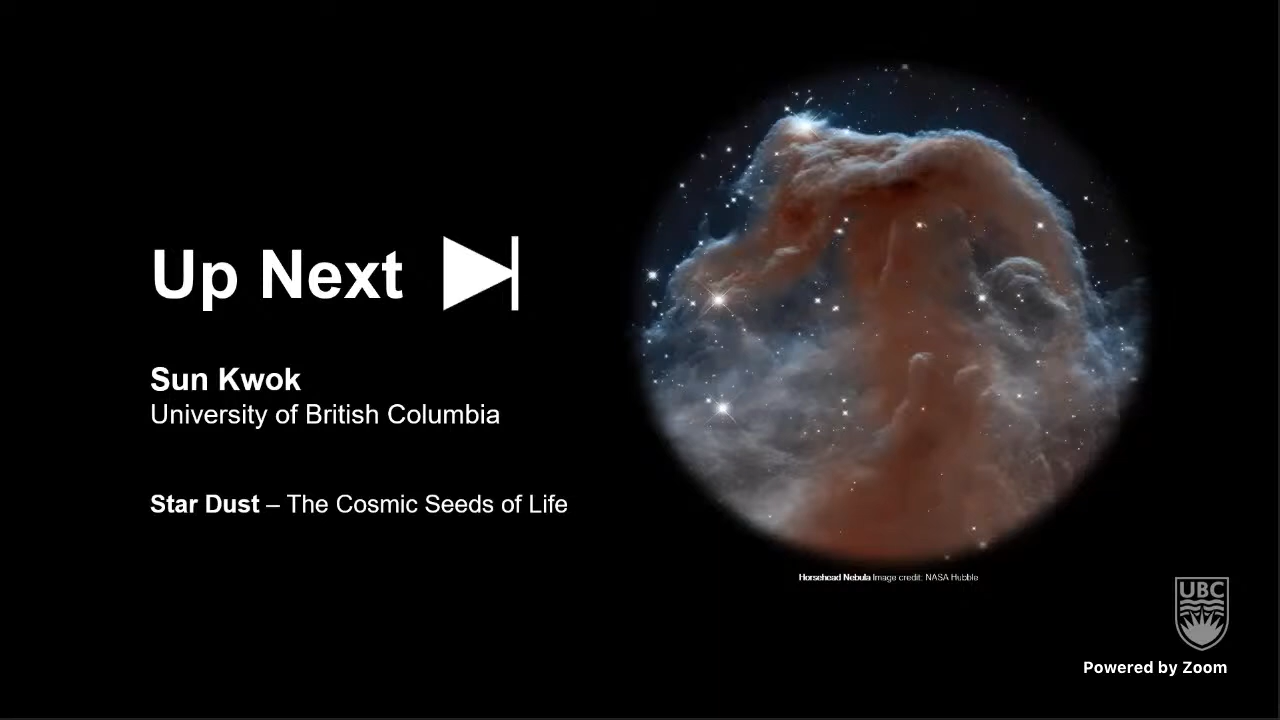 Up Next
Sun Kwok
University of British Columbia
Star Dust – The Cosmic Seeds of Life
Horsehead Nebula Image credit: NASA Hubble
UBC
Powered by Zoom